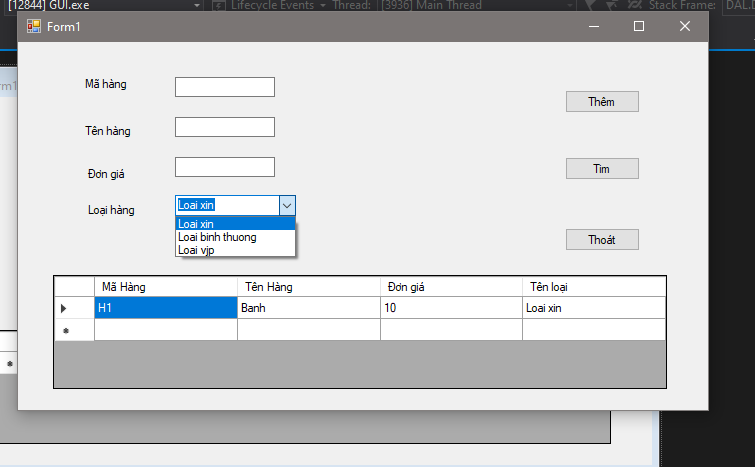 [12844] GUI.exe Lifecycle Events Thread: [3936] Main Thread Stack Frame: DAL.D
Form1
rm1
Mã hàng
Thêm
Tên hàng
Đơn giá
Tìm
Loại hàng Loai xin
Loai xin
Loai binh thuong
Loai vjp
Thoát
Mã Hàng Tên Hàng Đơn giá Tên loại
H1 Banh 10 Loai xin